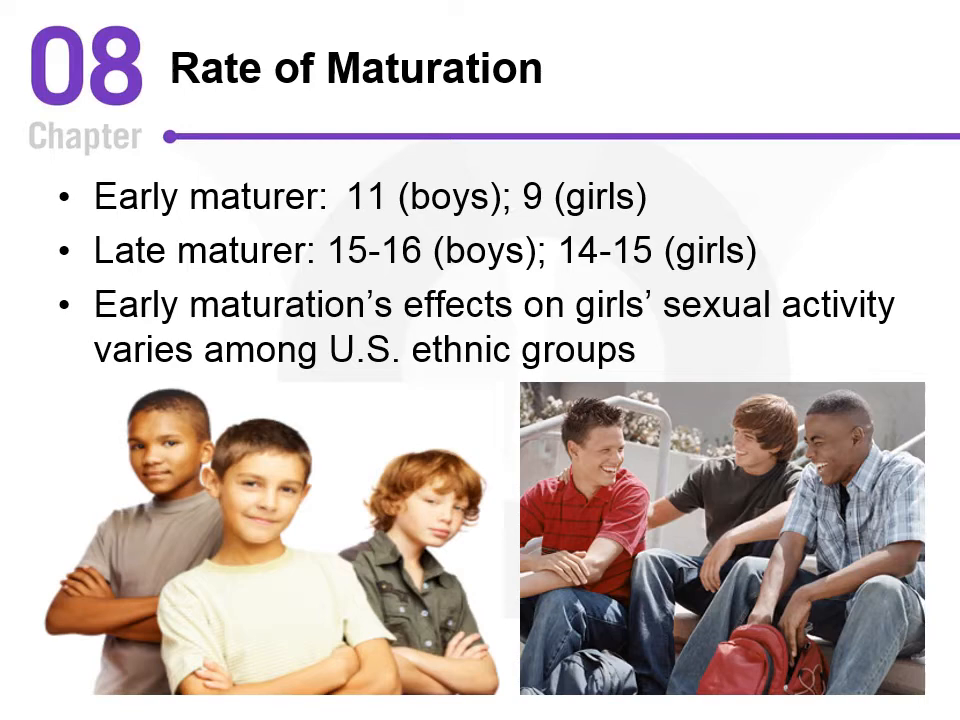 08
Chapter
Rate of Maturation
• Early maturer: 11 (boys); 9 (girls)
• Late maturer: 15-16 (boys); 14-15 (girls)
• Early maturation’s effects on girls’ sexual activity
varies among U.S. ethnic groups